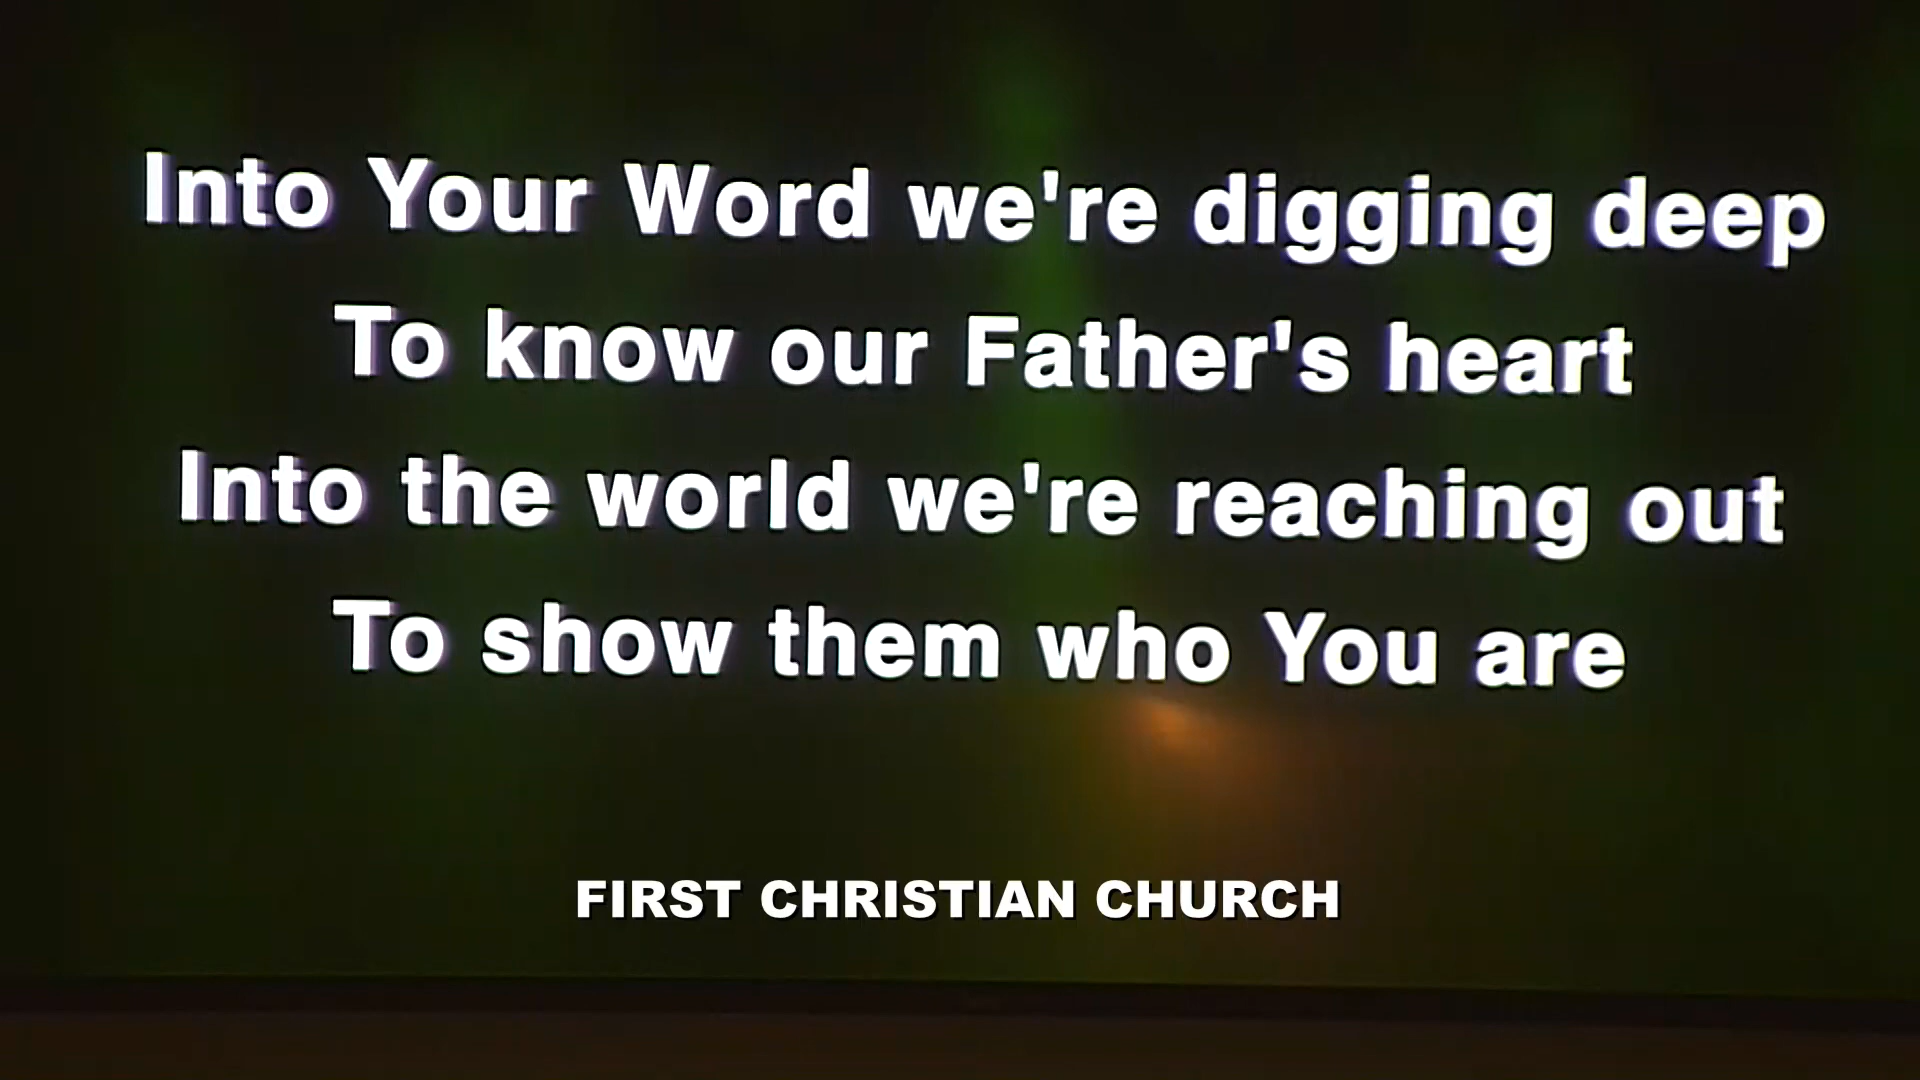 Into Your Word we're digging deep
To know our Father's heart
Into the world we're reaching out
To show them who You are
FIRST CHRISTIAN CHURCH